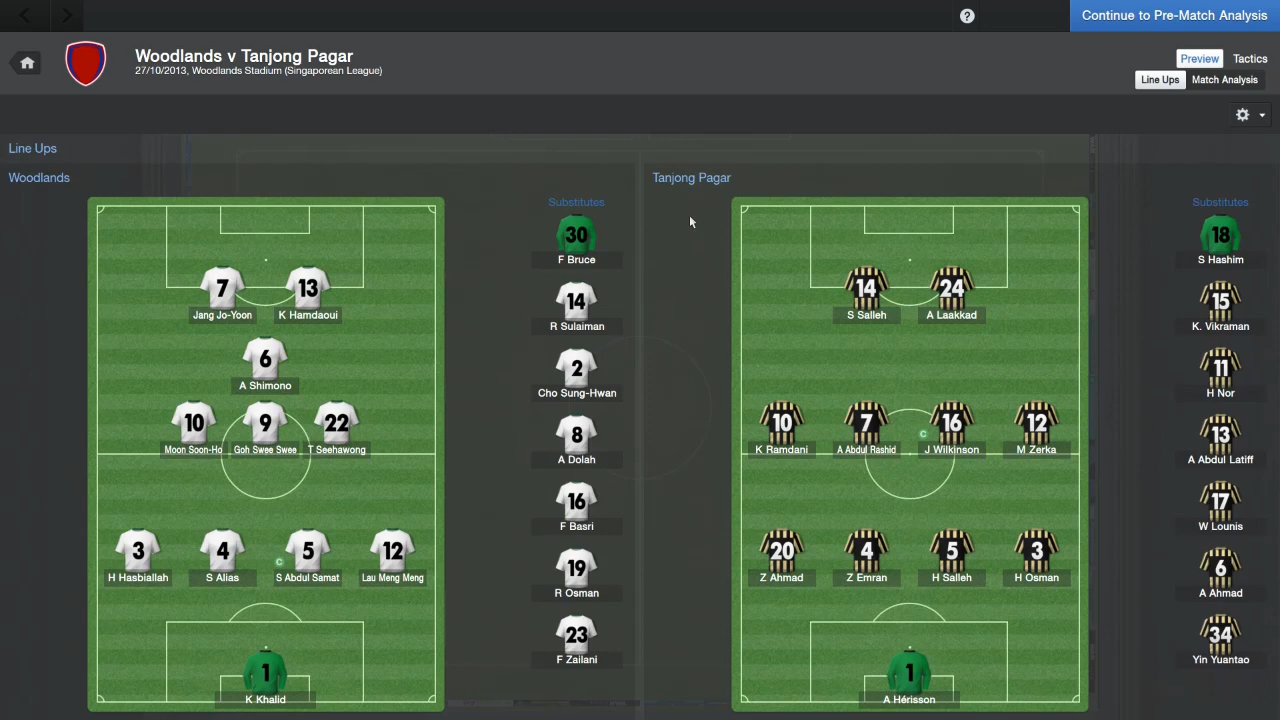 ?
Continue to Pre-Match Analysis
Woodlands v Tanjong Pagar
27/10/2013, Woodlands Stadium (Singaporean League)
Preview
Tactics
Line Ups
Match Analysis
Line Ups
Woodlands
Tanjong Pagar
7
Jang Jo-Yoon
13
K Hamdaoui
6
A Shimono
10
Moon Soon-Ho
9
Goh Swee Swee
22
T Seehawong
3
H Hasbiallah
4
S Alias
C
5
S Abdul Samat
12
Lau Meng Meng
1
K Khalid
Substitutes
30
F Bruce
14
R Sulaiman
2
Cho Sung-Hwan
8
A Dolah
16
F Basri
19
R Osman
23
F Zailani
14
S Salleh
24
A Laakkad
10
K Ramdani
7
A Abdul Rashid
C
16
J Wilkinson
12
M Zerka
20
Z Ahmad
4
Z Emran
5
H Salleh
3
H Osman
1
A Hérisson
Substitutes
18
S Hashim
15
K. Vikraman
11
H Nor
13
A Abdul Latiff
17
W Lounis
6
A Ahmad
34
Yin Yuantao